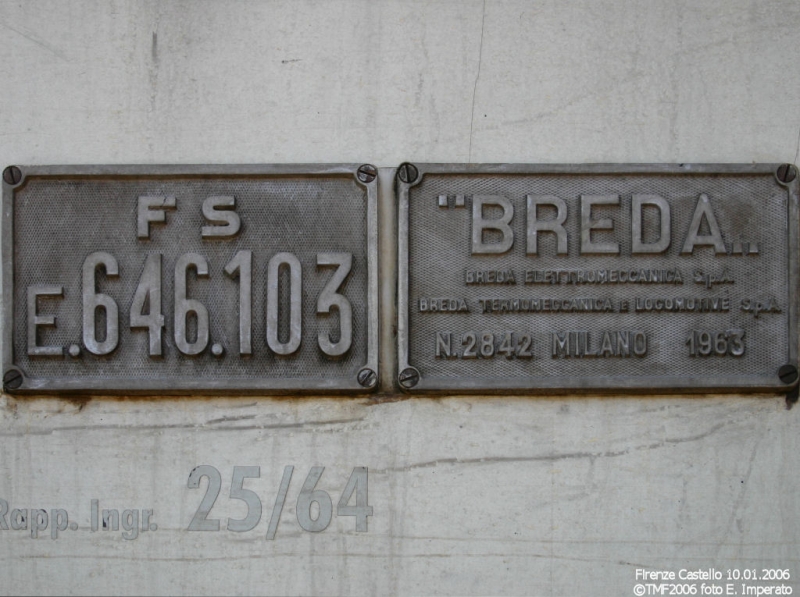 FS
E.646.103
"BREDA„
BREDA ELETTROMECCANICA S.p.A.
BREDA TERMOMECCANICA E LOCOMOTIVE S.p.A.
N.2842 MILANO 1963
Rapp. Ingr. 25/64
Firenze Castello 10.01.2006
©TMF2006 foto E. Imperato